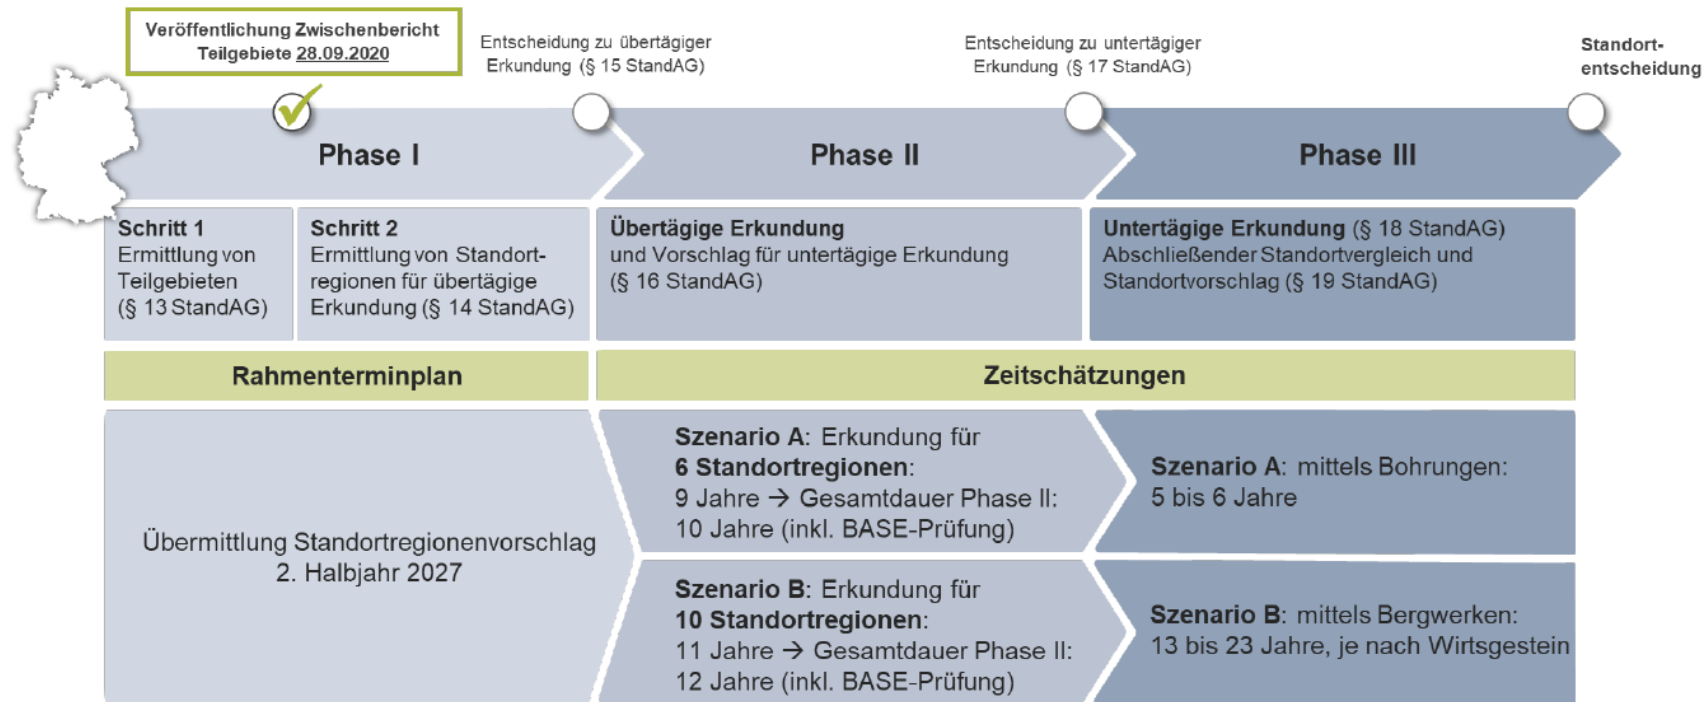 Veröffentlichung Zwischenbericht
Teilgebiete 28.09.2020
Entscheidung zu übertägiger
Erkundung (§ 15 StandAG)
Entscheidung zu untertägiger
Erkundung (§ 17 StandAG)
Standort-
entscheidung
Phase I
Phase II
Phase III
Schritt 1
Ermittlung von
Teilgebieten
(§ 13 StandAG)
Schritt 2
Ermittlung von Standort-
regionen für übertägige
Erkundung (§ 14 StandAG)
Übertägige Erkundung
und Vorschlag für untertägige Erkundung
(§ 16 StandAG)
Untertägige Erkundung (§ 18 StandAG)
Abschließender Standortvergleich und
Standortvorschlag (§ 19 StandAG)
Rahmenterminplan
Zeitschätzungen
Übermittlung Standortregionenvorschlag
2. Halbjahr 2027
Szenario A: Erkundung für
6 Standortregionen:
9 Jahre → Gesamtdauer Phase II:
10 Jahre (inkl. BASE-Prüfung)
Szenario A: mittels Bohrungen:
5 bis 6 Jahre
Szenario B: Erkundung für
10 Standortregionen:
11 Jahre → Gesamtdauer Phase II:
12 Jahre (inkl. BASE-Prüfung)
Szenario B: mittels Bergwerken:
13 bis 23 Jahre, je nach Wirtsgestein